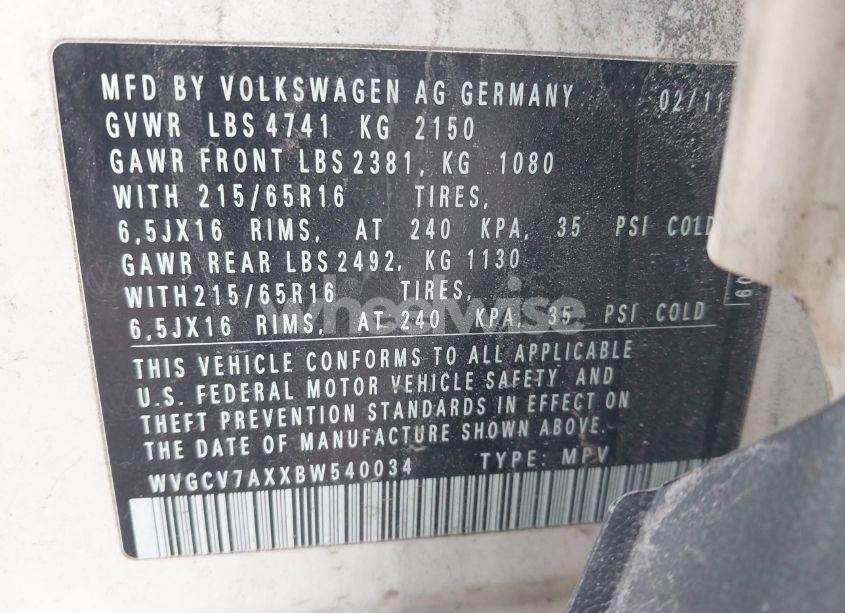 MFD BY VOLKSWAGEN AG GERMANY 02/11
GVWR LBS 4741 KG 2150
GAWR FRONT LBS 2381, KG 1080
WITH 215/65R16 TIRES,
6,5JX16 RIMS, AT 240 KPA, 35 PSI COLD
GAWR REAR LBS 2492, KG 1130
WITH 215/65R16 TIRES,
6,5JX16 RIMS, AT 240 KPA, 35 PSI COLD
THIS VEHICLE CONFORMS TO ALL APPLICABLE
U.S. FEDERAL MOTOR VEHICLE SAFETY AND
THEFT PREVENTION STANDARDS IN EFFECT ON
THE DATE OF MANUFACTURE SHOWN ABOVE.
WVGCV7AXXBW540034 TYPE: MPV
wheelwise